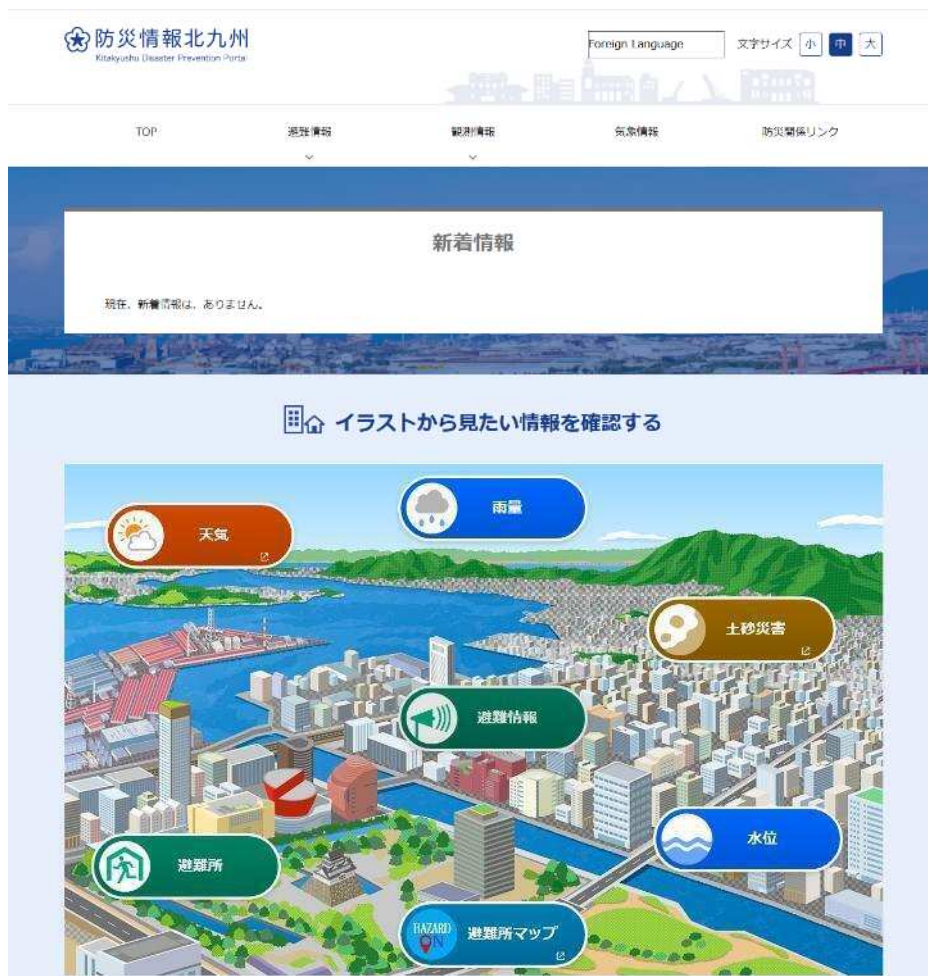 防災情報北九州
Kitakyushu Disaster Prevention Portal
Foreign Language
文字サイズ 小 中 大
TOP 避難情報 観測情報 気象情報 防災関係リンク
新着情報
現在、新着情報は、ありません。
イラストから見たい情報を確認する
雨量
天気
土砂災害
避難情報
水位
避難所
HAZARD ON 避難所マップ